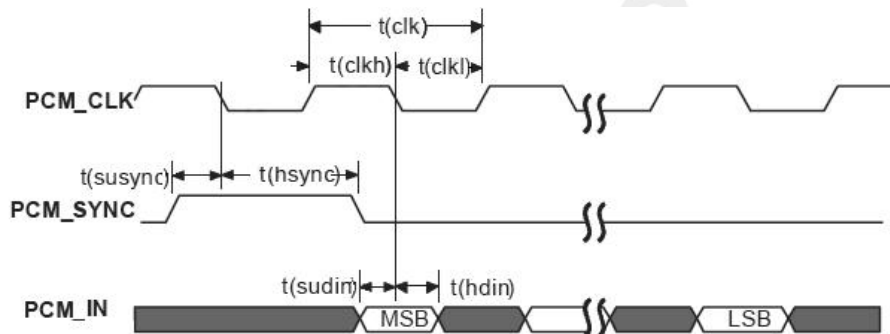 t(clk)
t(clkh) t(clkl)
PCM_CLK
t(susync) t(hsync)
PCM_SYNC
t(sudin) t(hdin)
PCM_IN MSB LSB